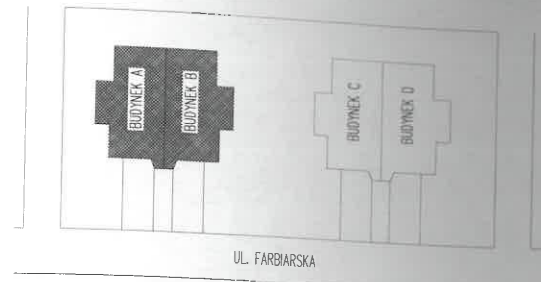 BUDYNEK A
BUDYNEK B
BUDYNEK C
BUDYNEK D
UL. FARBIARSKA